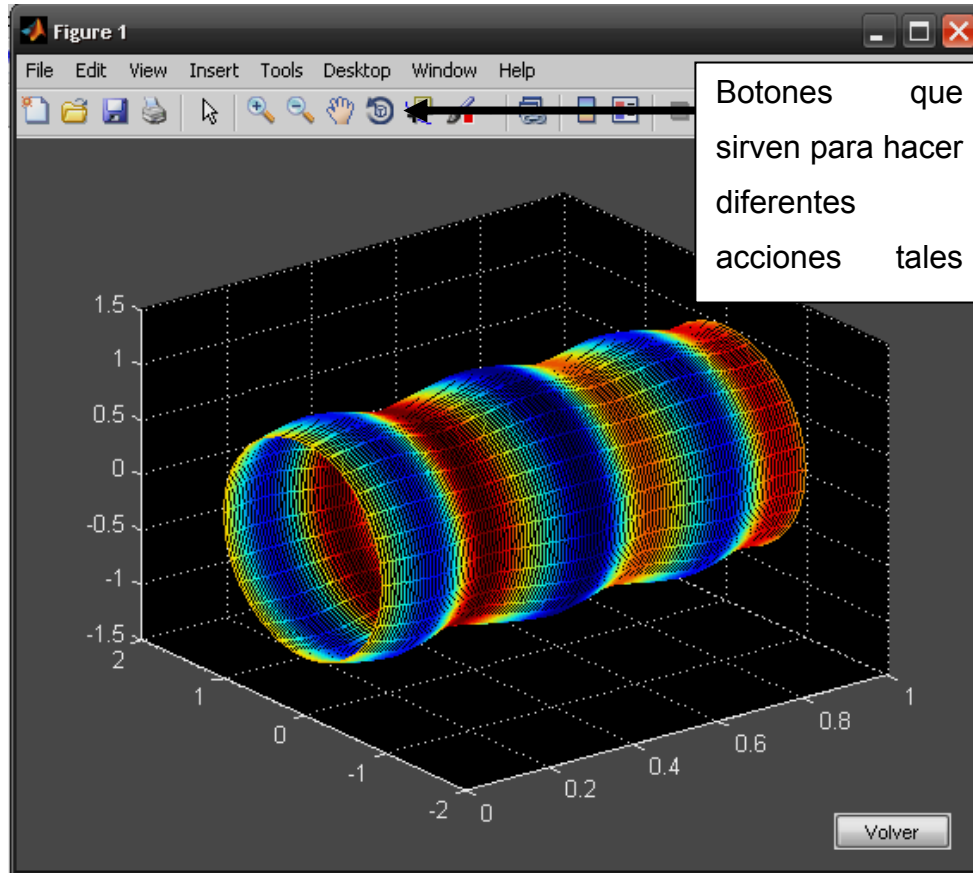 Figure 1
File Edit View Insert Tools Desktop Window Help
Botones que
sirven para hacer
diferentes
acciones tales
1.5
1
0.5
0
-0.5
-1
-1.5
2
1
0
-1
-2
0
0.2
0.4
0.6
0.8
1
Volver